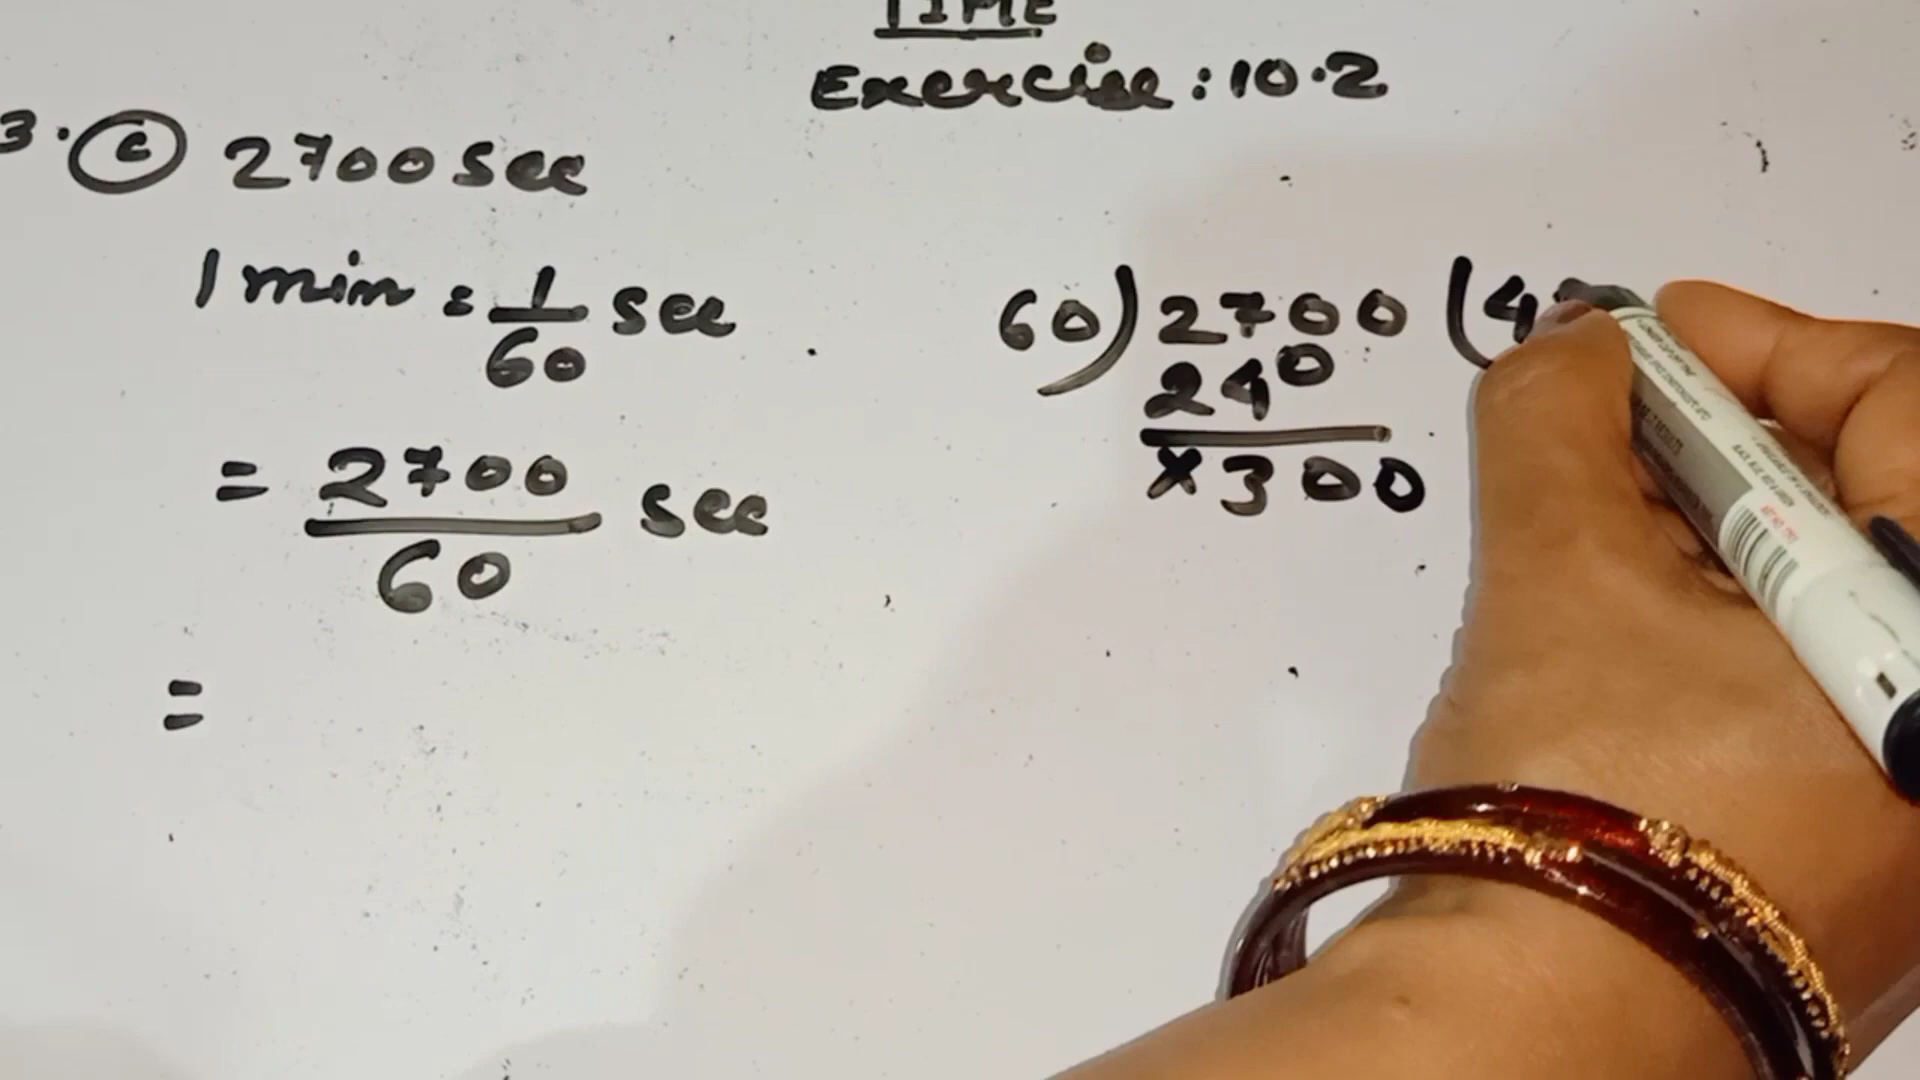 TIME
Exercise : 10.2
3. (c) 2700 sec
1 min = 1/60 sec
= 2700/60 sec
=
60) 2700 (4
240
× 300